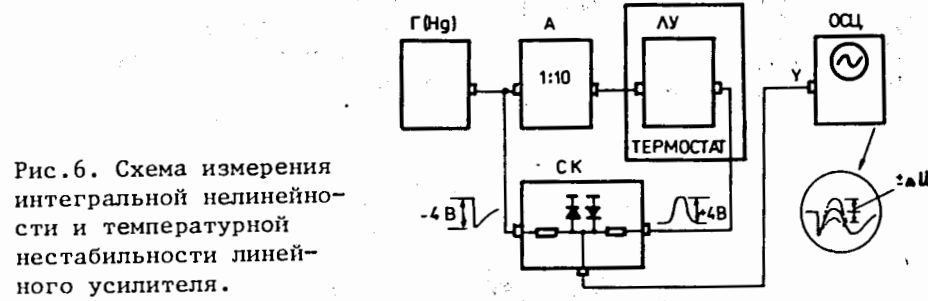 Г(Hg)
А
ЛУ
ОСЦ
1:10
Y
ТЕРМОСТАТ
СК
-4 В
+4В
±ΔU
Рис.6. Схема измерения
интегральной нелинейно-
сти и температурной
нестабильности линей-
ного усилителя.